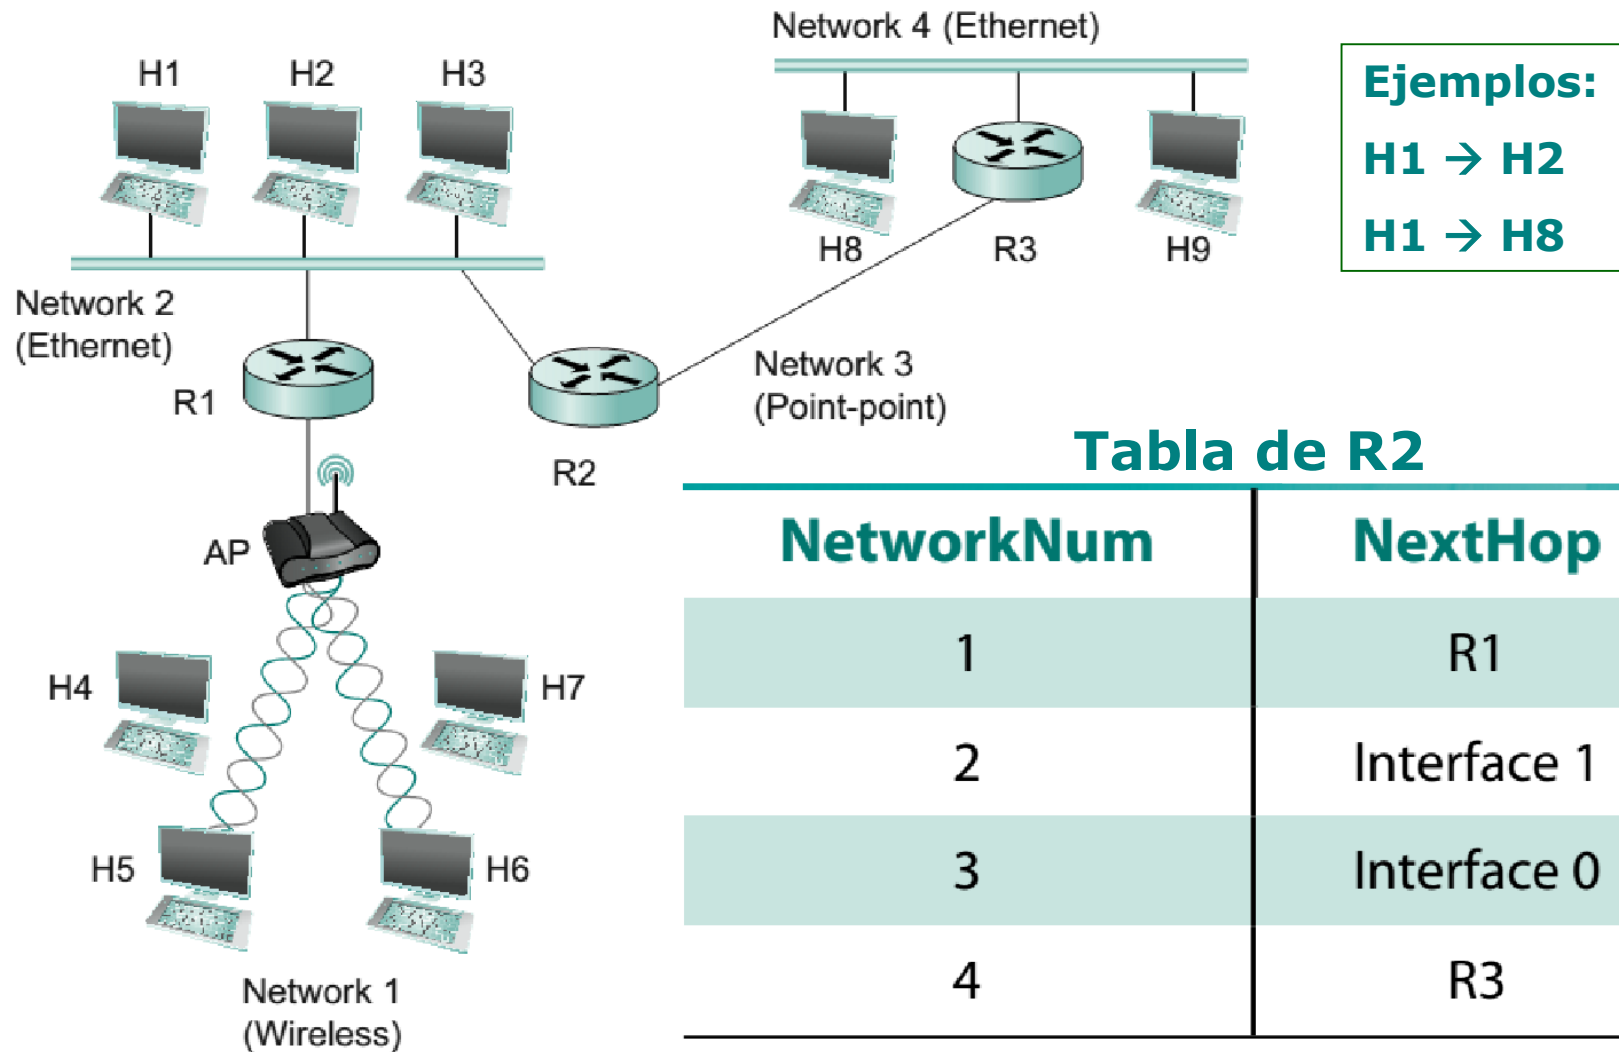 Network 4 (Ethernet)
H1
H2
H3
Ejemplos:
H1 → H2
H1 → H8
H8
R3
H9
Network 2
(Ethernet)
R1
R2
Network 3
(Point-point)
AP
H4
H7
H5
H6
Network 1
(Wireless)
Tabla de R2
NetworkNum NextHop
1 R1
2 Interface 1
3 Interface 0
4 R3